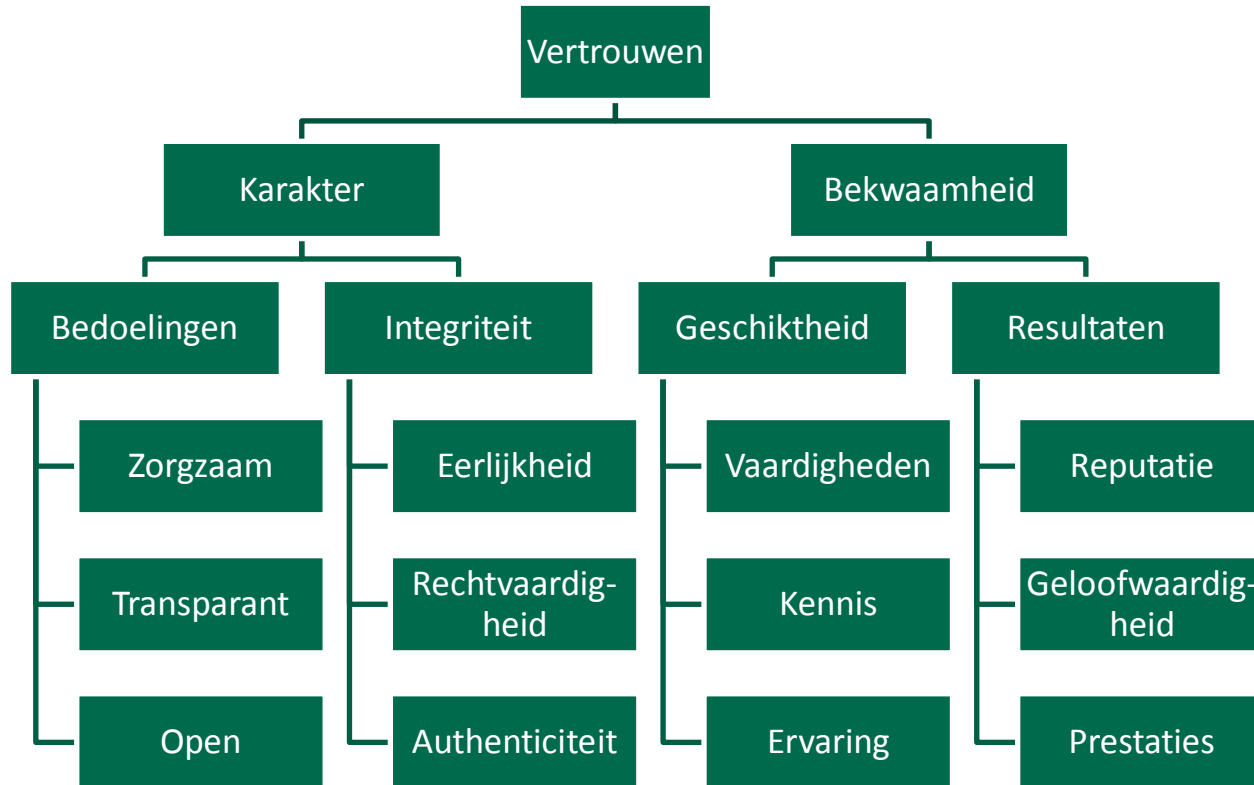 Vertrouwen
Karakter
Bekwaamheid
Bedoelingen
Integriteit
Geschiktheid
Resultaten
Zorgzaam
Eerlijkheid
Vaardigheden
Reputatie
Transparant
Rechtvaardig-
heid
Kennis
Geloofwaardig-
heid
Open
Authenticiteit
Ervaring
Prestaties